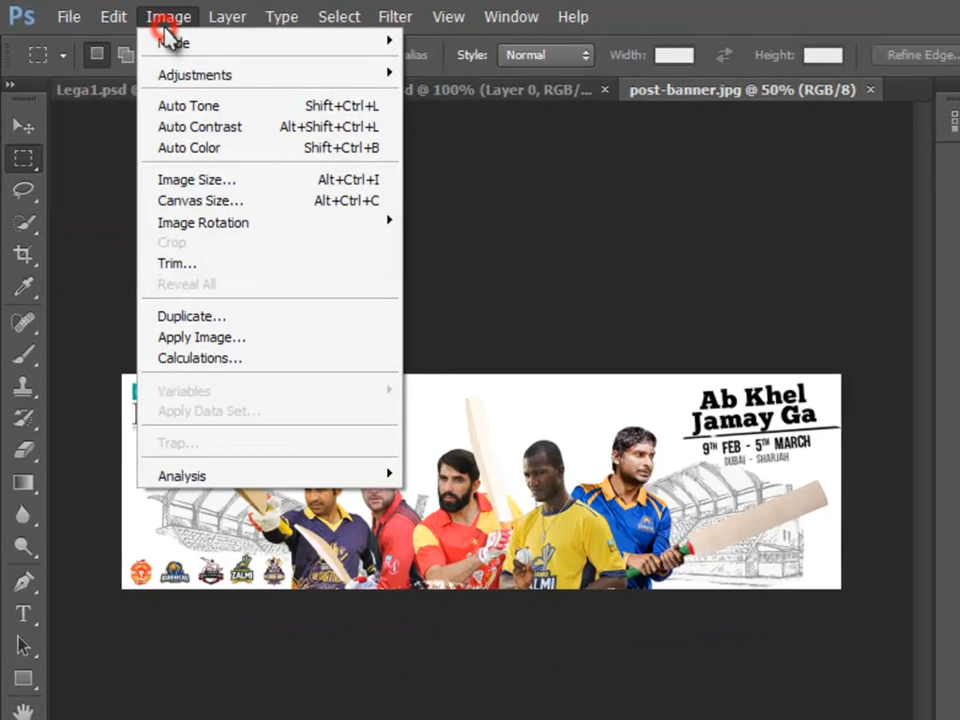 Ps File Edit Image Layer Type Select Filter View Window Help
alias Style: Normal Width: Height: Refine Edge...
Lega1.psd @ d @ 100% (Layer 0, RGB/... × post-banner.jpg @ 50% (RGB/8) ×
Mode
Adjustments
Auto Tone Shift+Ctrl+L
Auto Contrast Alt+Shift+Ctrl+L
Auto Color Shift+Ctrl+B
Image Size... Alt+Ctrl+I
Canvas Size... Alt+Ctrl+C
Image Rotation
Crop
Trim...
Reveal All
Duplicate...
Apply Image...
Calculations...
Variables
Apply Data Set...
Trap...
Analysis
Ab Khel
Jamay Ga
9TH FEB - 5TH MARCH
DUBAI - SHARJAH
ZALMI
ZALMI